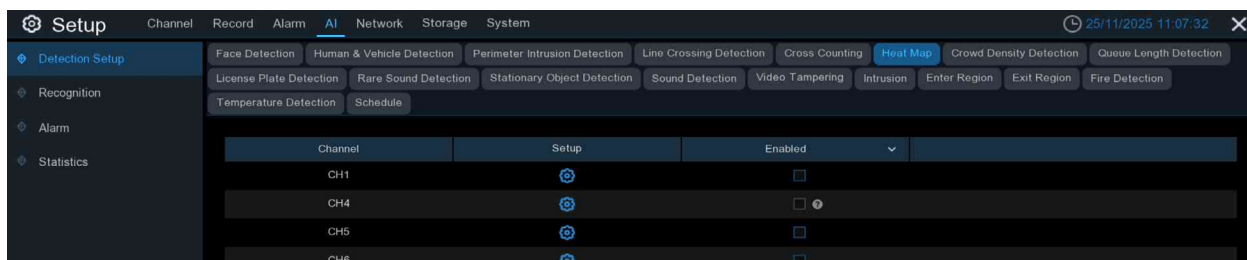 Setup Channel Record Alarm AI Network Storage System 25/11/2025 11:07:32
Detection Setup
Recognition
Alarm
Statistics
Face Detection Human & Vehicle Detection Perimeter Intrusion Detection Line Crossing Detection Cross Counting Heat Map Crowd Density Detection Queue Length Detection
License Plate Detection Rare Sound Detection Stationary Object Detection Sound Detection Video Tampering Intrusion Enter Region Exit Region Fire Detection
Temperature Detection Schedule
Channel Setup Enabled
CH1
CH4
CH5
CH6